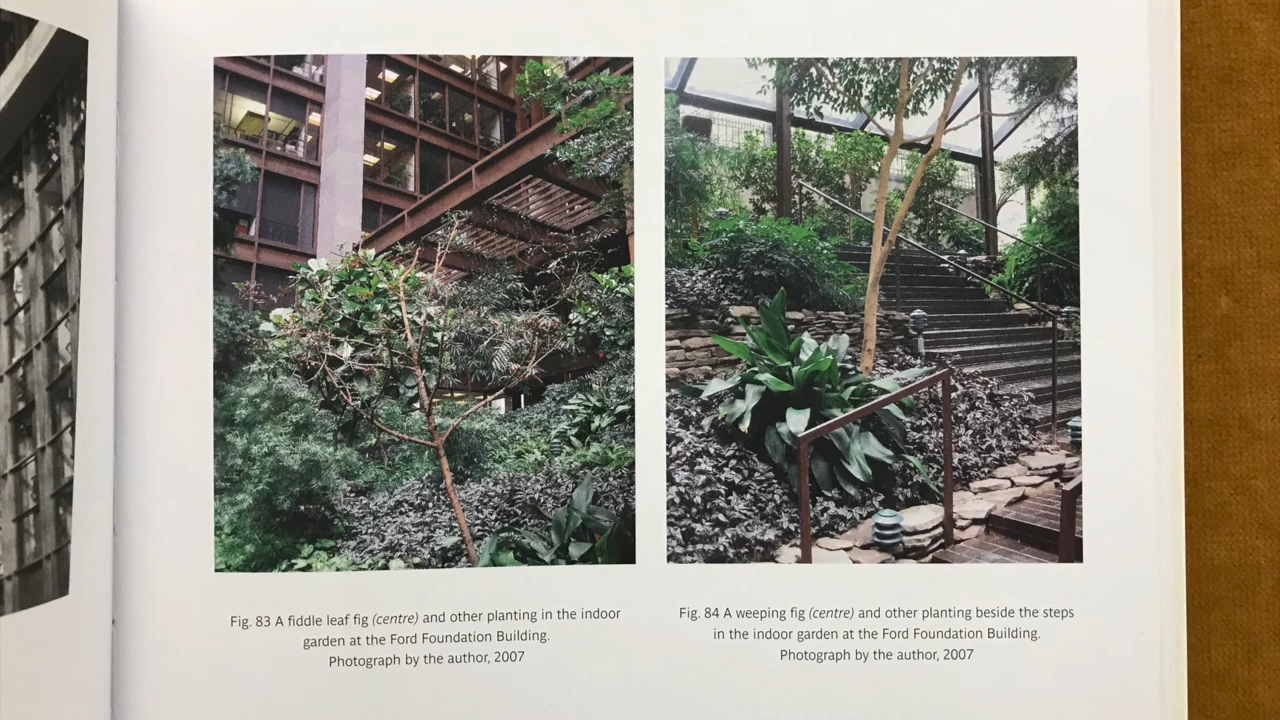 Fig. 83 A fiddle leaf fig (centre) and other planting in the indoor
garden at the Ford Foundation Building.
Photograph by the author, 2007
Fig. 84 A weeping fig (centre) and other planting beside the steps
in the indoor garden at the Ford Foundation Building.
Photograph by the author, 2007